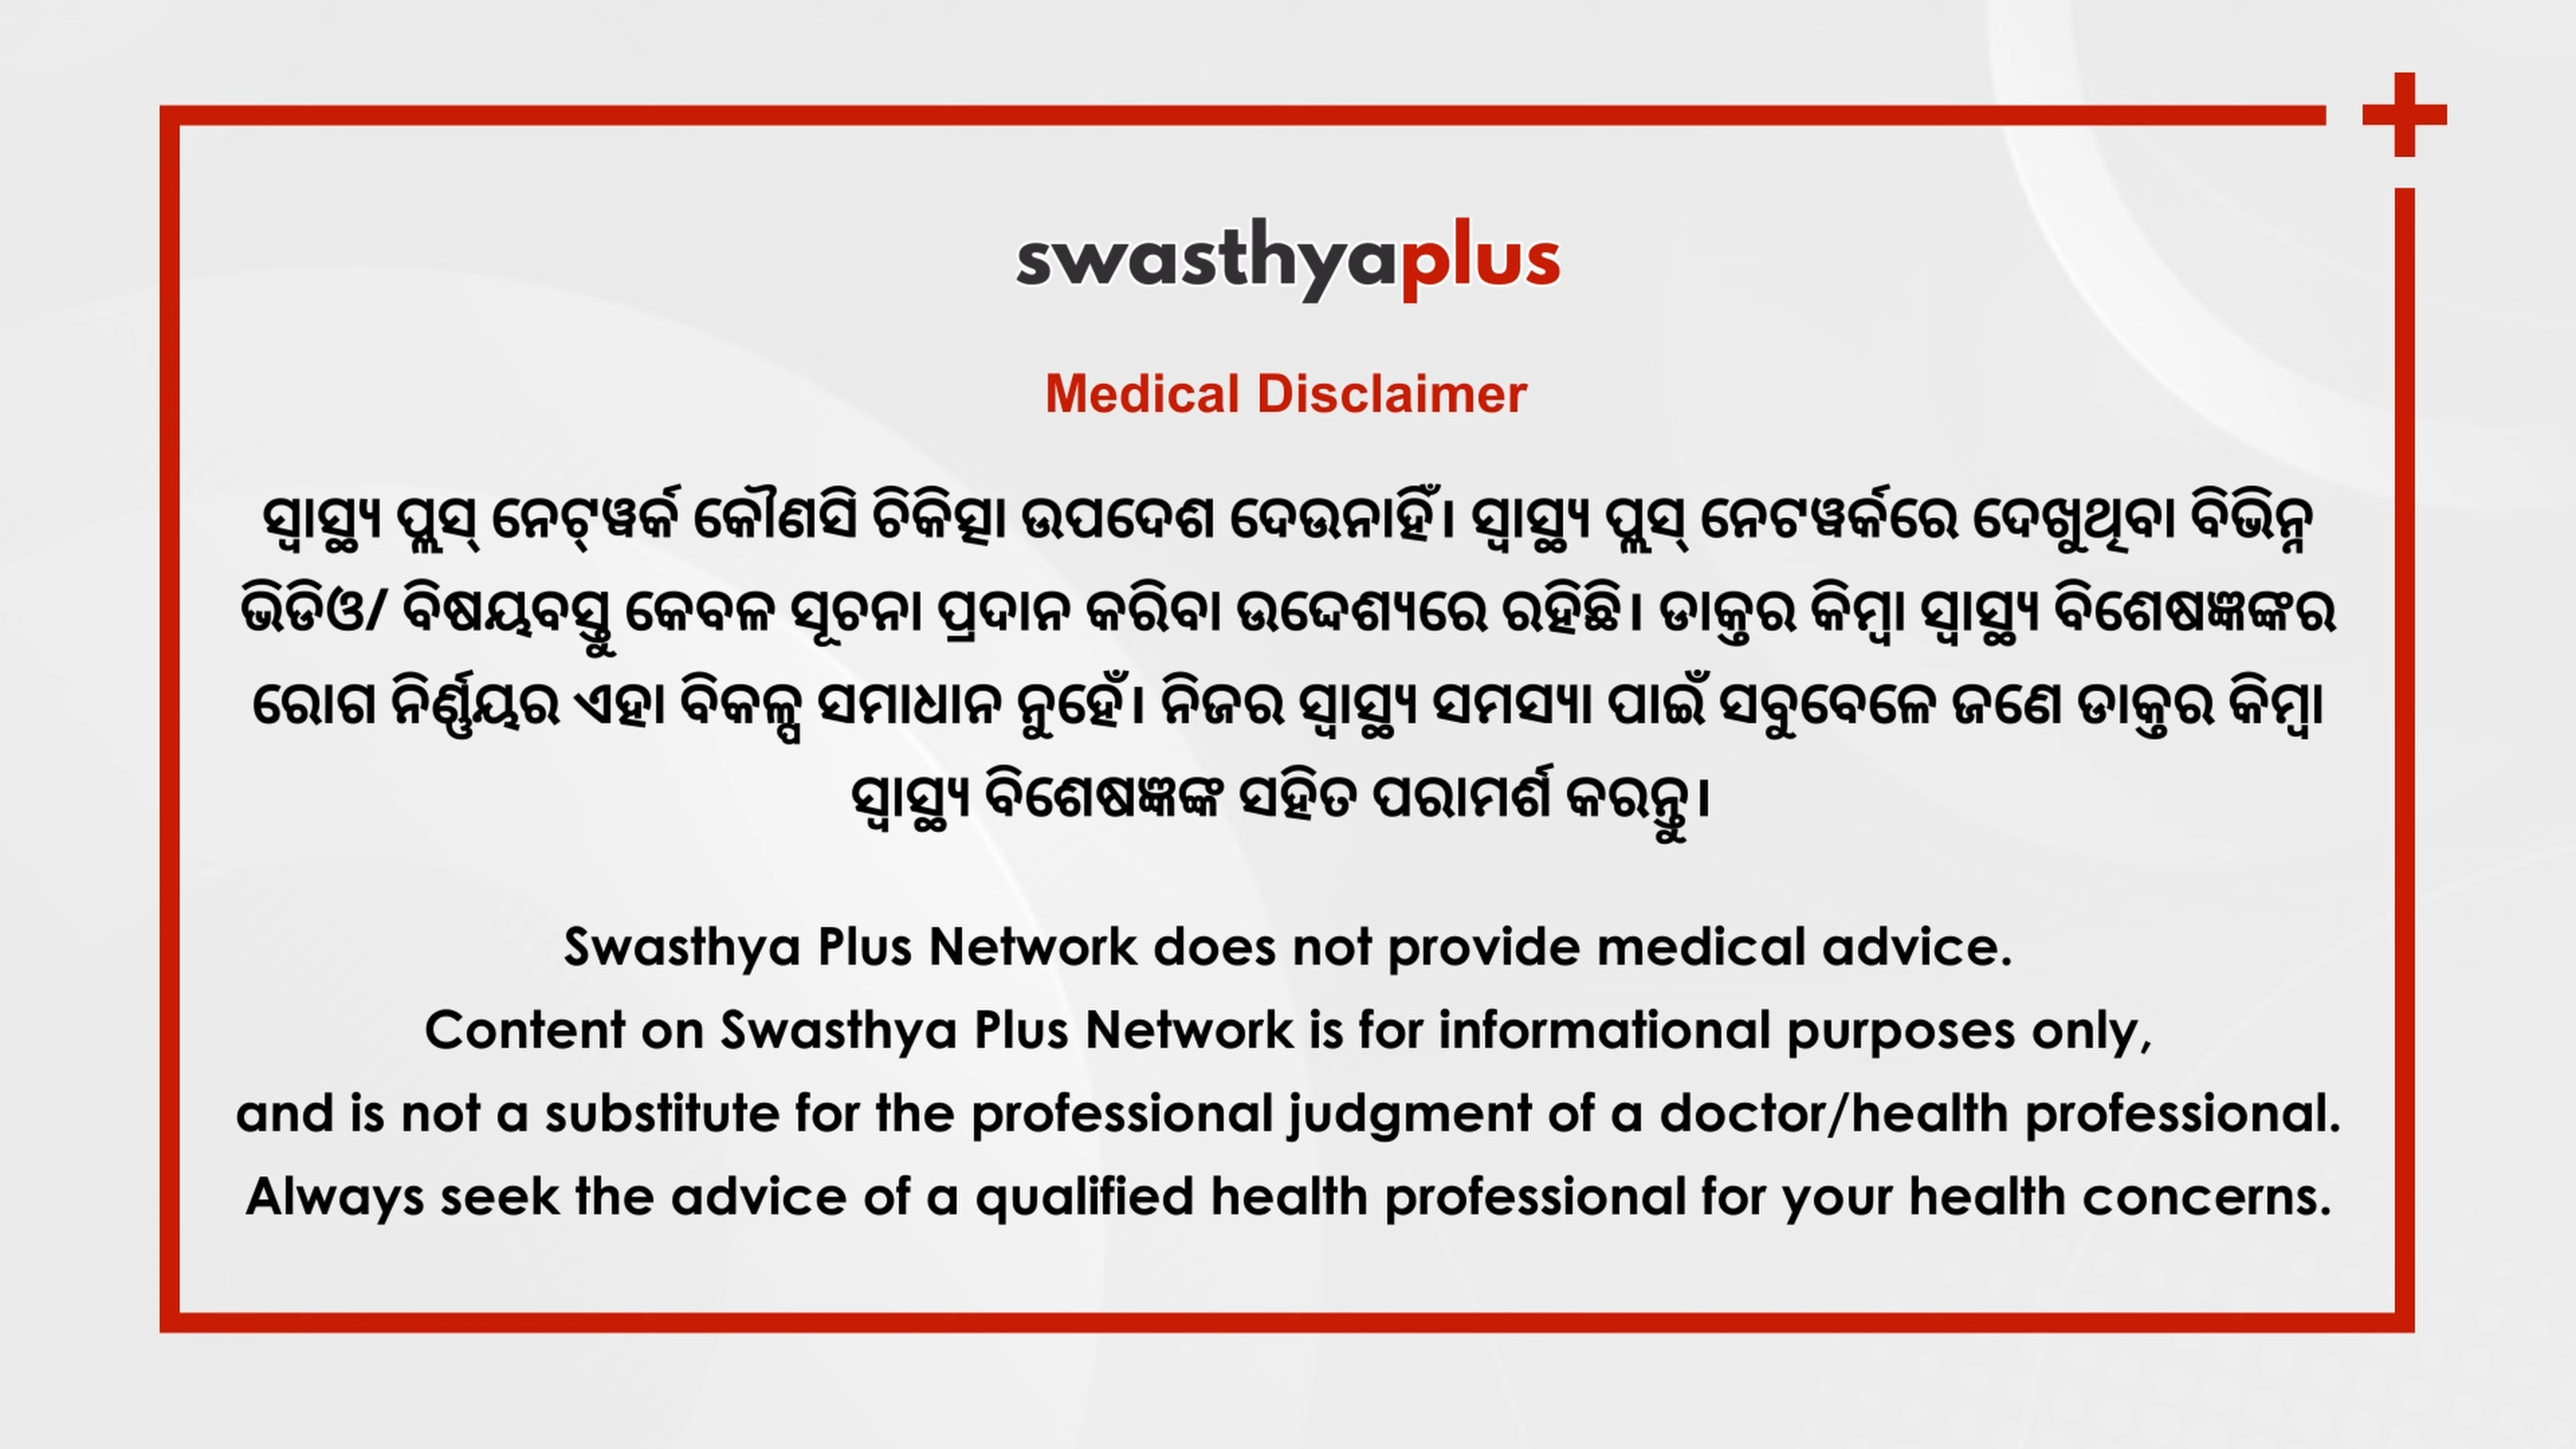 swasthyaplus
Medical Disclaimer
ସ୍ୱାସ୍ଥ୍ୟ ପ୍ଲସ୍ ନେଟ୍‌ୱର୍କ କୌଣସି ଚିକିତ୍ସା ଉପଦେଶ ଦେଉନାହିଁ। ସ୍ୱାସ୍ଥ୍ୟ ପ୍ଲସ୍ ନେଟୱର୍କରେ ଦେଖୁଥିବା ବିଭିନ୍ନ
ଭିଡିଓ/ ବିଷୟବସ୍ତୁ କେବଳ ସୂଚନା ପ୍ରଦାନ କରିବା ଉଦ୍ଦେଶ୍ୟରେ ରହିଛି। ଡାକ୍ତର କିମ୍ବା ସ୍ୱାସ୍ଥ୍ୟ ବିଶେଷଜ୍ଞଙ୍କର
ରୋଗ ନିର୍ଣ୍ଣୟର ଏହା ବିକଳ୍ପ ସମାଧାନ ନୁହେଁ। ନିଜର ସ୍ୱାସ୍ଥ୍ୟ ସମସ୍ୟା ପାଇଁ ସବୁବେଳେ ଜଣେ ଡାକ୍ତର କିମ୍ବା
ସ୍ୱାସ୍ଥ୍ୟ ବିଶେଷଜ୍ଞଙ୍କ ସହିତ ପରାମର୍ଶ କରନ୍ତୁ।
Swasthya Plus Network does not provide medical advice.
Content on Swasthya Plus Network is for informational purposes only,
and is not a substitute for the professional judgment of a doctor/health professional.
Always seek the advice of a qualified health professional for your health concerns.